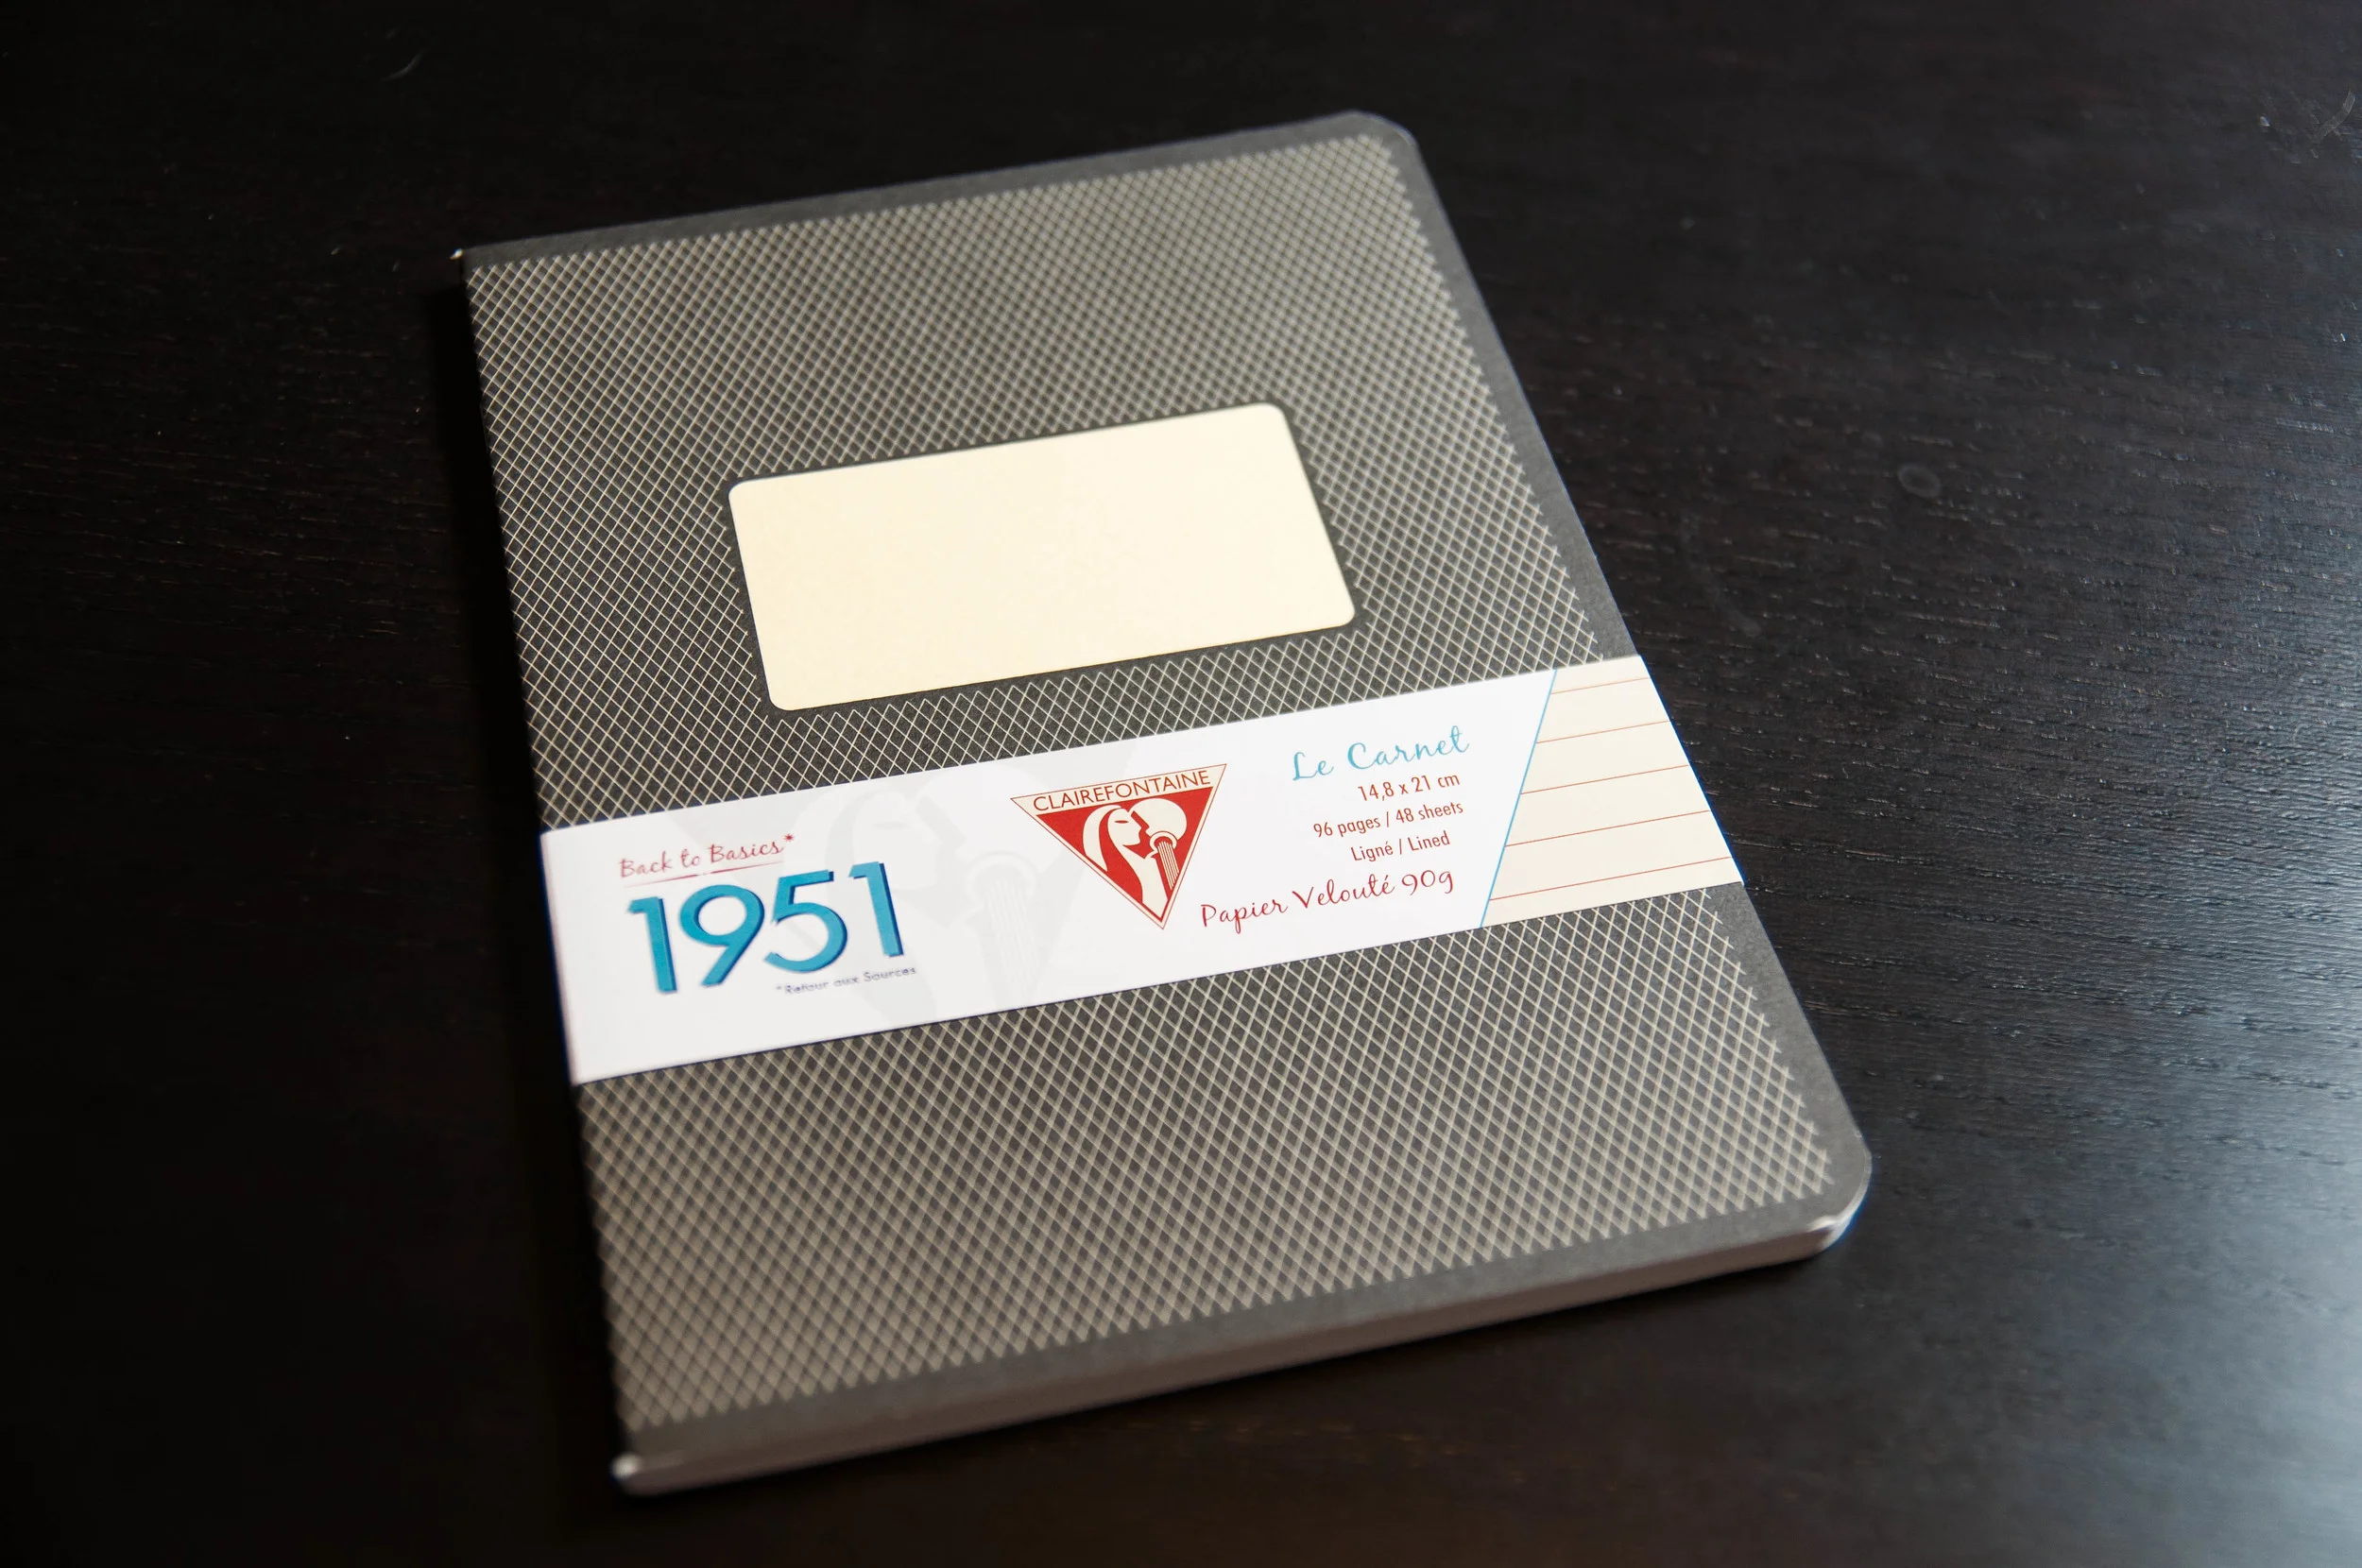 Back to Basics*
1951
*Retour aux Sources
CLAIREFONTAINE
Le Carnet
14,8 x 21 cm
96 pages / 48 sheets
Ligné / Lined
Papier Velouté 90g